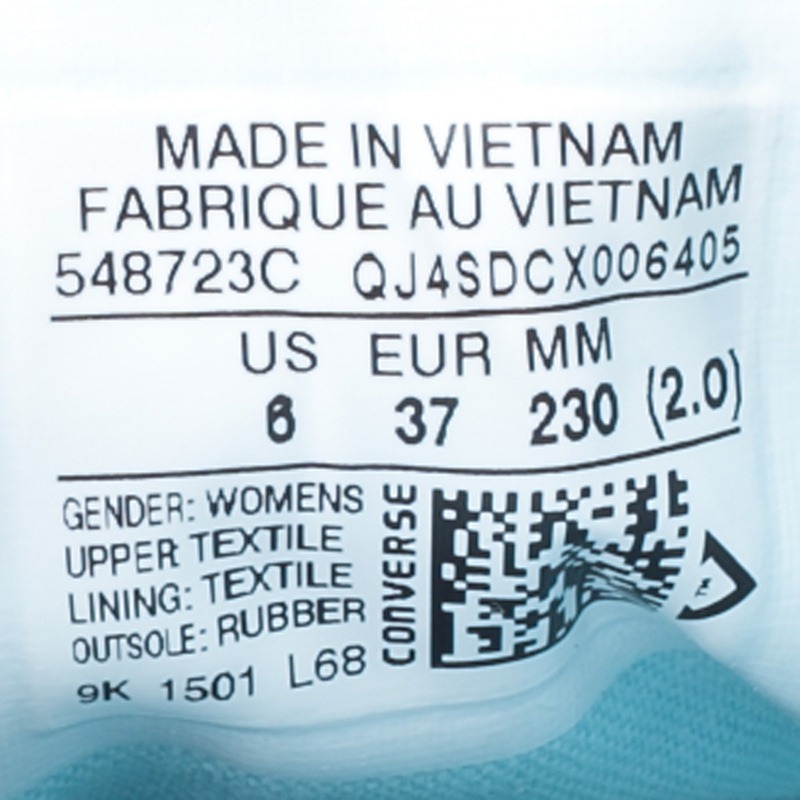 MADE IN VIETNAM
FABRIQUE AU VIETNAM
548723C QJ4SDCX006405
US EUR MM
6 37 230 (2.0)
GENDER: WOMENS
UPPER TEXTILE
LINING: TEXTILE
OUTSOLE: RUBBER
9K 1501 L68
CONVERSE
TM